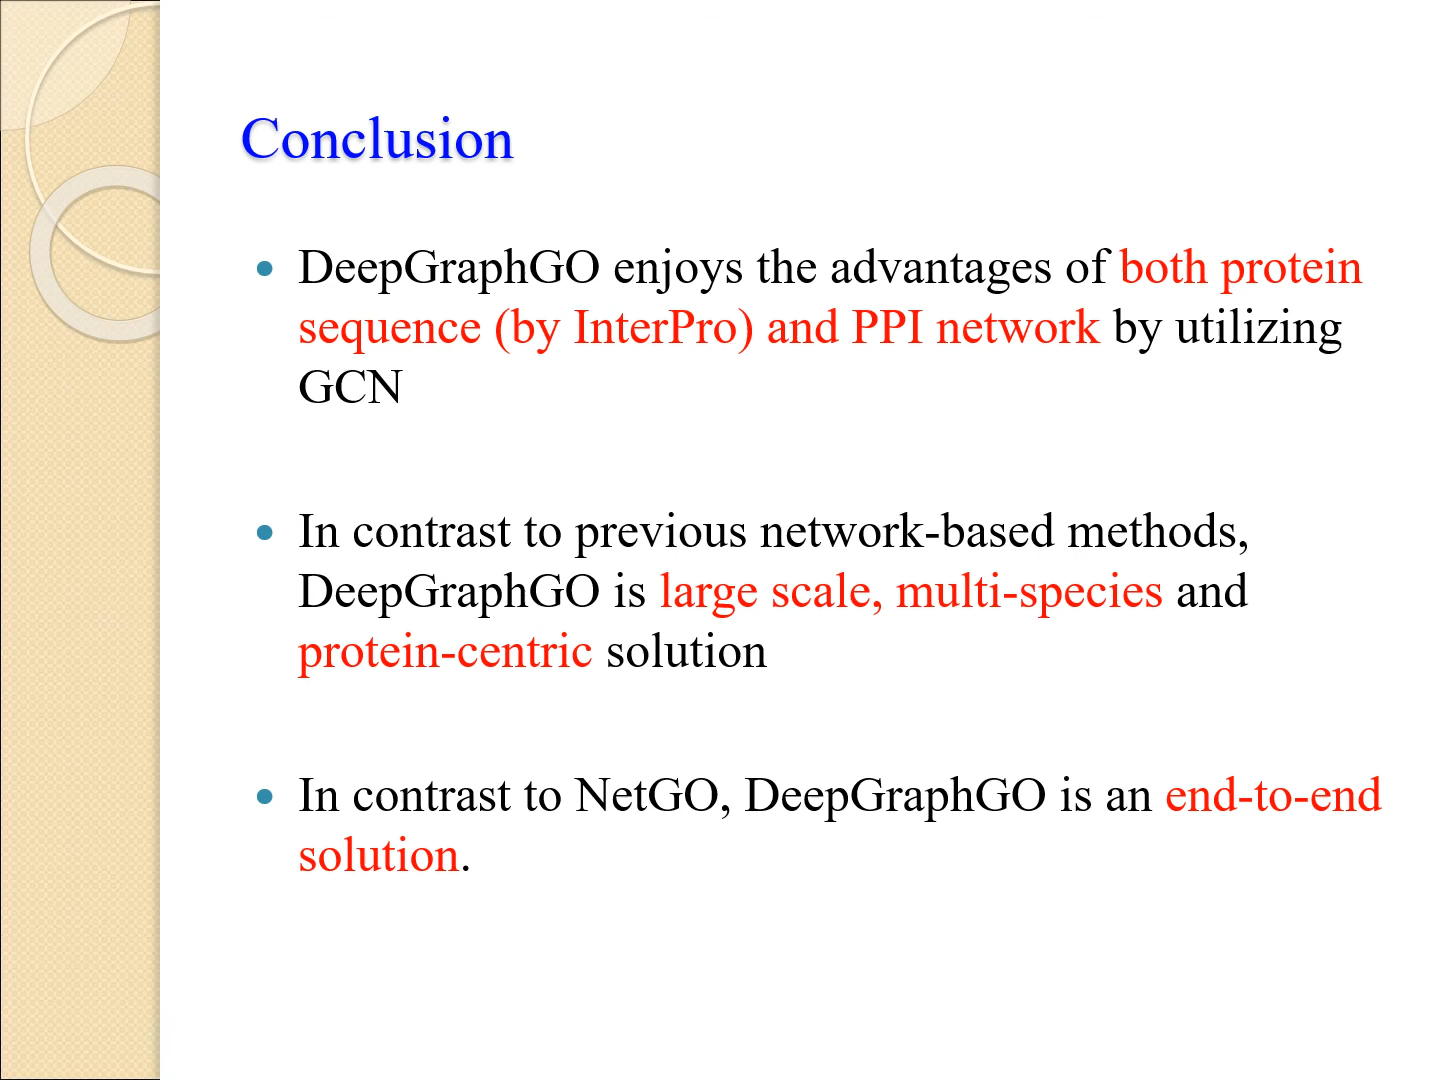 Conclusion
• DeepGraphGO enjoys the advantages of both protein
sequence (by InterPro) and PPI network by utilizing
GCN
• In contrast to previous network-based methods,
DeepGraphGO is large scale, multi-species and
protein-centric solution
• In contrast to NetGO, DeepGraphGO is an end-to-end
solution.